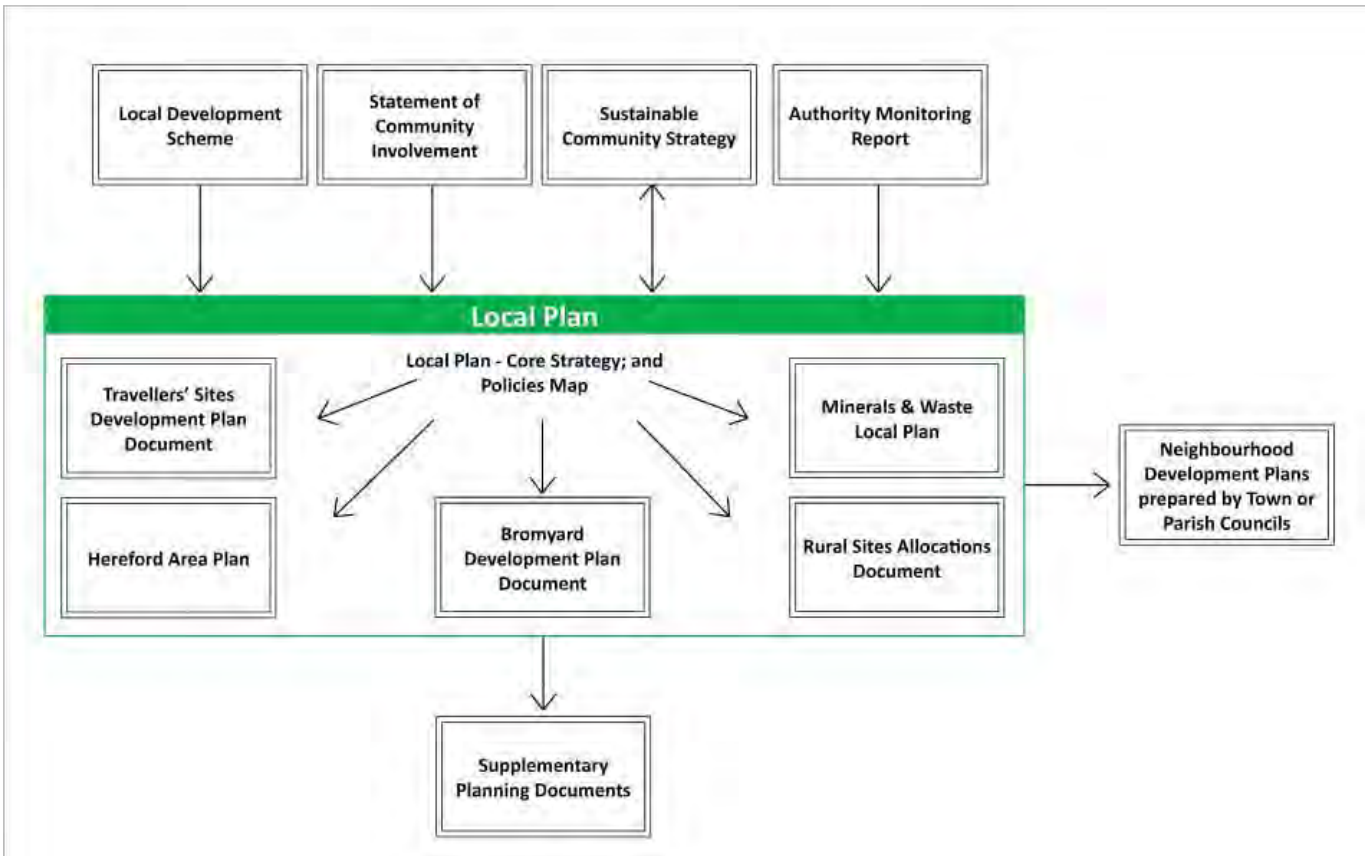 Local Development
Scheme
Statement of
Community
Involvement
Sustainable
Community Strategy
Authority Monitoring
Report
Local Plan
Local Plan - Core Strategy; and
Policies Map
Travellers' Sites
Development Plan
Document
Minerals & Waste
Local Plan
Neighbourhood
Development Plans
prepared by Town or
Parish Councils
Hereford Area Plan
Bromyard
Development Plan
Document
Rural Sites Allocations
Document
Supplementary
Planning Documents